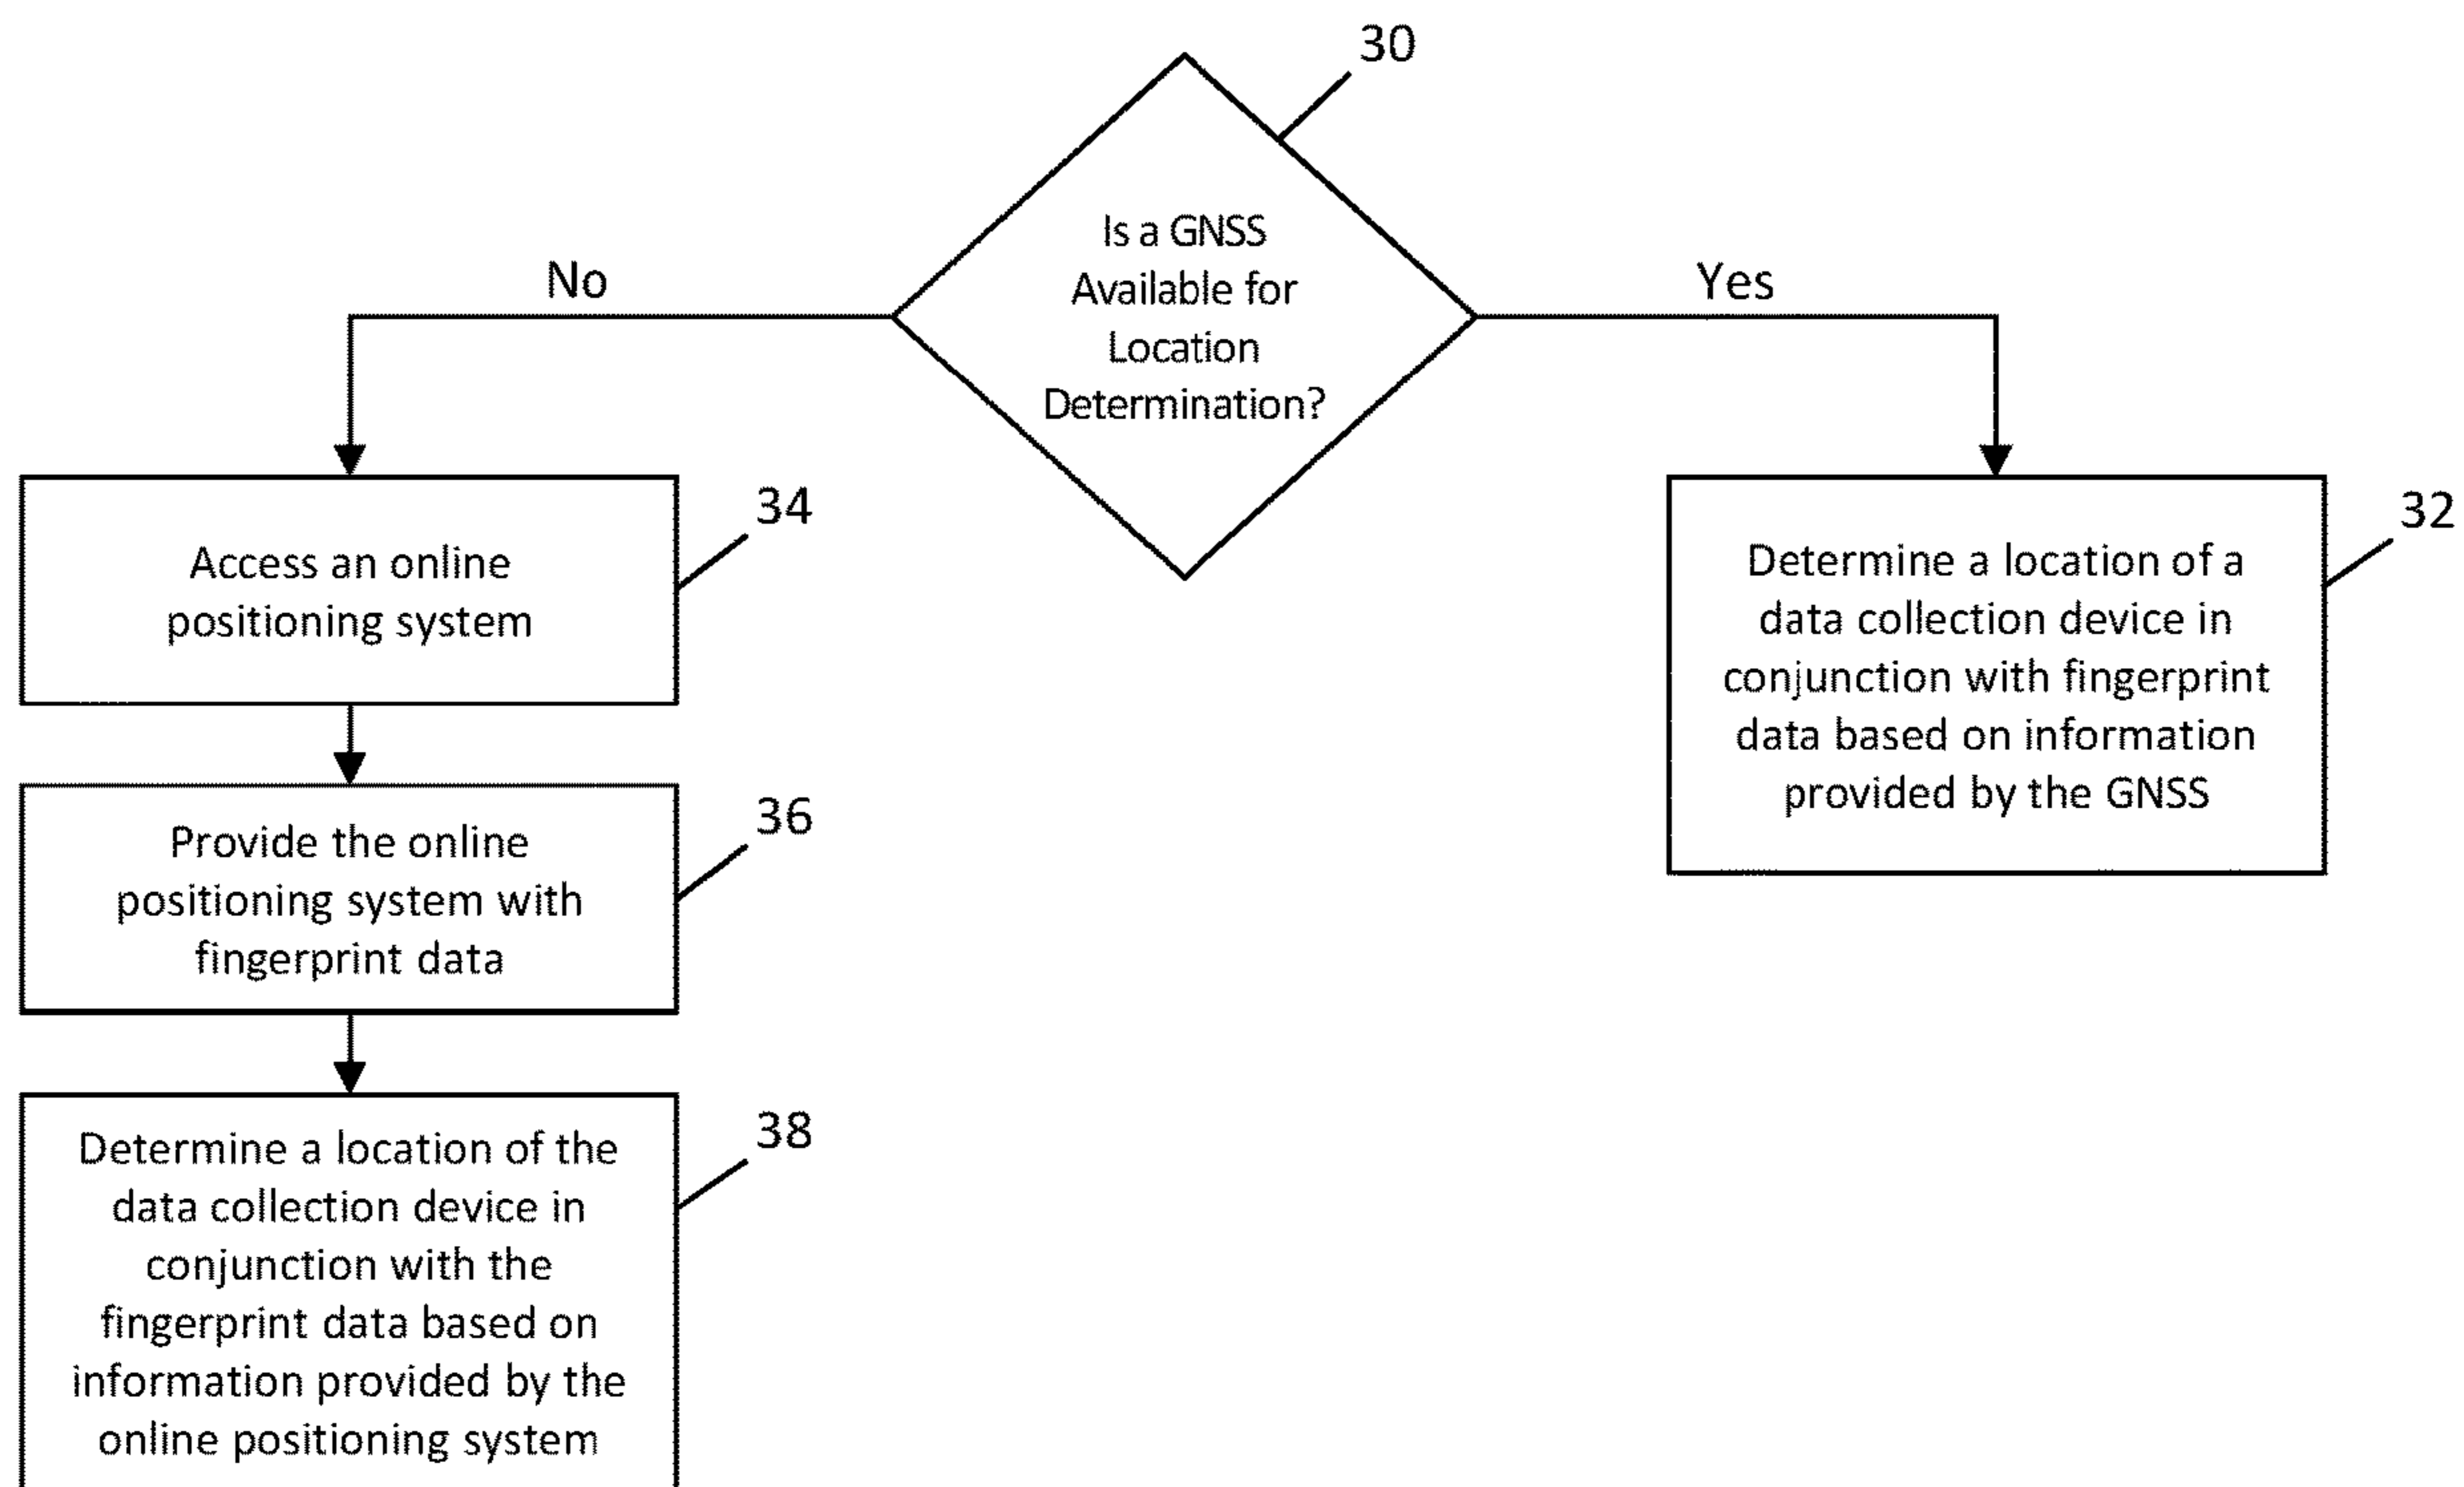 30
Is a GNSS
Available for
Location
Determination?
No
Yes
34
Access an online
positioning system
32
Determine a location of a
data collection device in
conjunction with fingerprint
data based on information
provided by the GNSS
36
Provide the online
positioning system with
fingerprint data
38
Determine a location of the
data collection device in
conjunction with the
fingerprint data based on
information provided by the
online positioning system